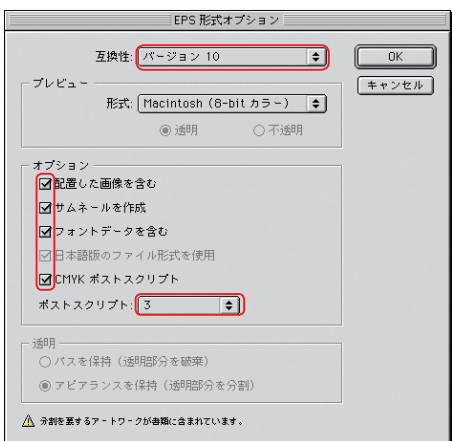 EPS 形式オプション
互換性: バージョン 10
OK
キャンセル
プレビュー
形式: Macintosh (8-bit カラー)
透明 不透明
オプション
配置した画像を含む
サムネールを作成
フォントデータを含む
日本語版のファイル形式を使用
CMYK ポストスクリプト
ポストスクリプト: 3
透明
パスを保持（透明部分を破棄）
アピアランスを保持（透明部分を分割）
分割を要するアートワークが書類に含まれています。